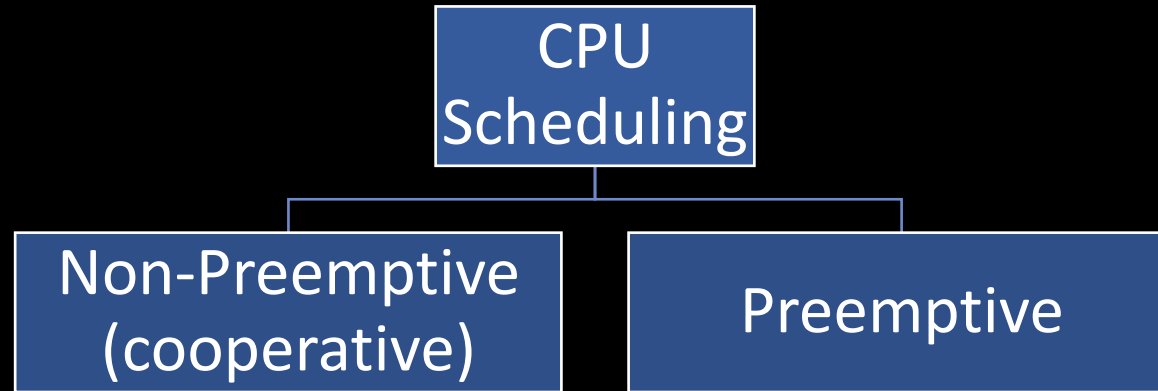 CPU
Scheduling
Non-Preemptive
(cooperative)
Preemptive